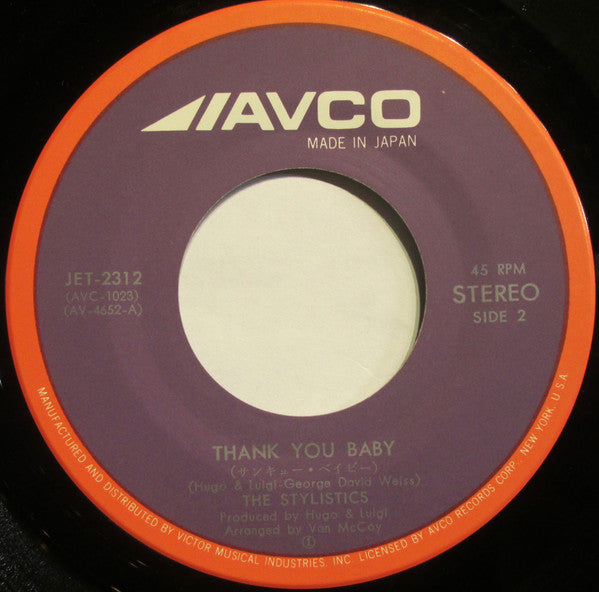 AVCO
MADE IN JAPAN
JET-2312
(AVC-1023)
(AV-4652-A)
45 RPM
STEREO
SIDE 2
THANK YOU BABY
(サンキュー・ベイビー)
(Hugo & Luigi-George David Weiss)
THE STYLISTICS
Produced by Hugo & Luigi
Arranged by Van McCoy
MANUFACTURED AND DISTRIBUTED BY VICTOR MUSICAL INDUSTRIES, INC. LICENSED BY AVCO RECORDS CORP., NEW YORK, U.S.A.